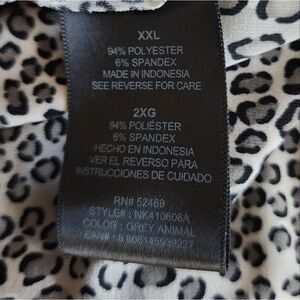 XXL
94% POLYESTER
6% SPANDEX
MADE IN INDONESIA
SEE REVERSE FOR CARE
2XG
94% POLIÉSTER
6% SPANDEX
HECHO EN INDONESIA
VER EL REVERSO PARA
INSTRUCCIONES DE CUIDADO
RN# 52469
STYLE#: NK410606A
COLOR: GREY ANIMAL
EAN#: